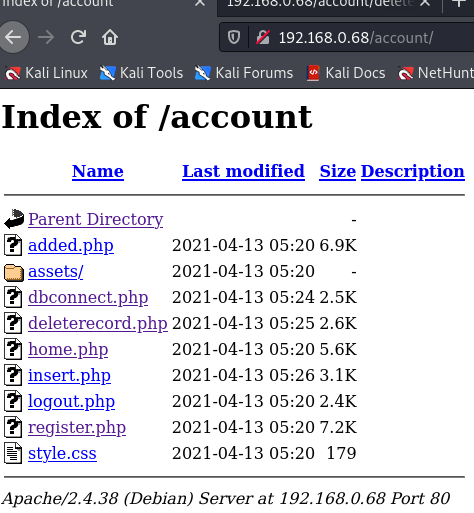 Index of /account
192.168.0.68/account/delet
192.168.0.68/account/
Kali Linux Kali Tools Kali Forums Kali Docs NetHunt
Index of /account
Name Last modified Size Description
Parent Directory -
added.php 2021-04-13 05:20 6.9K
assets/ 2021-04-13 05:20 -
dbconnect.php 2021-04-13 05:24 2.5K
deleterecord.php 2021-04-13 05:25 2.6K
home.php 2021-04-13 05:20 5.6K
insert.php 2021-04-13 05:26 3.1K
logout.php 2021-04-13 05:20 2.4K
register.php 2021-04-13 05:20 7.2K
style.css 2021-04-13 05:20 179
Apache/2.4.38 (Debian) Server at 192.168.0.68 Port 80